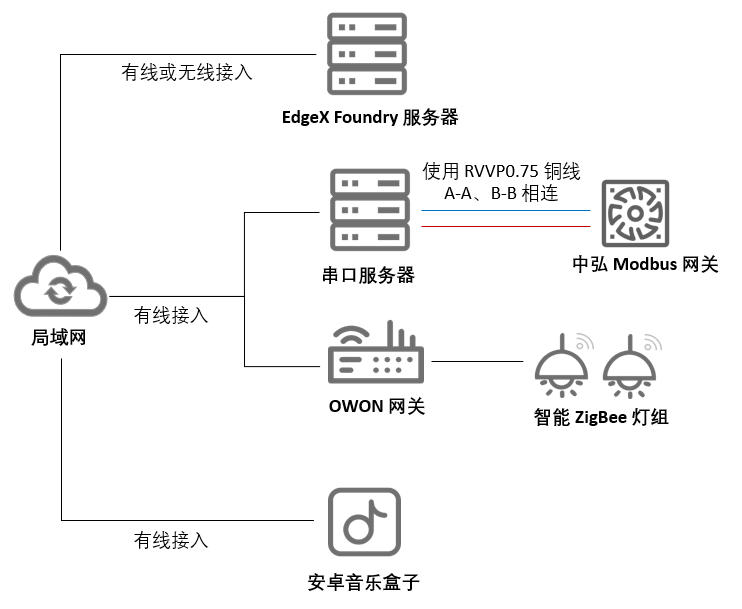 有线或无线接入
EdgeX Foundry 服务器
使用 RVVP0.75 铜线
A-A、B-B 相连
串口服务器
中弘 Modbus 网关
局域网
有线接入
OWON 网关
智能 ZigBee 灯组
有线接入
安卓音乐盒子